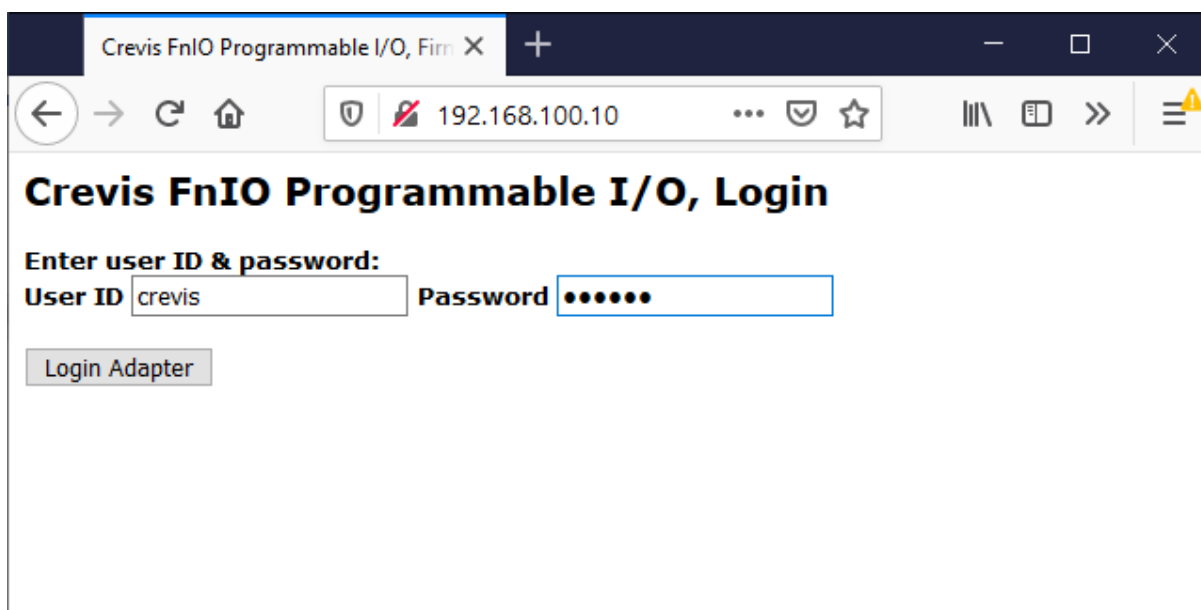 Crevis FnIO Programmable I/O, Firm
192.168.100.10
Crevis FnIO Programmable I/O, Login
Enter user ID & password:
User ID crevis Password ••••••
Login Adapter